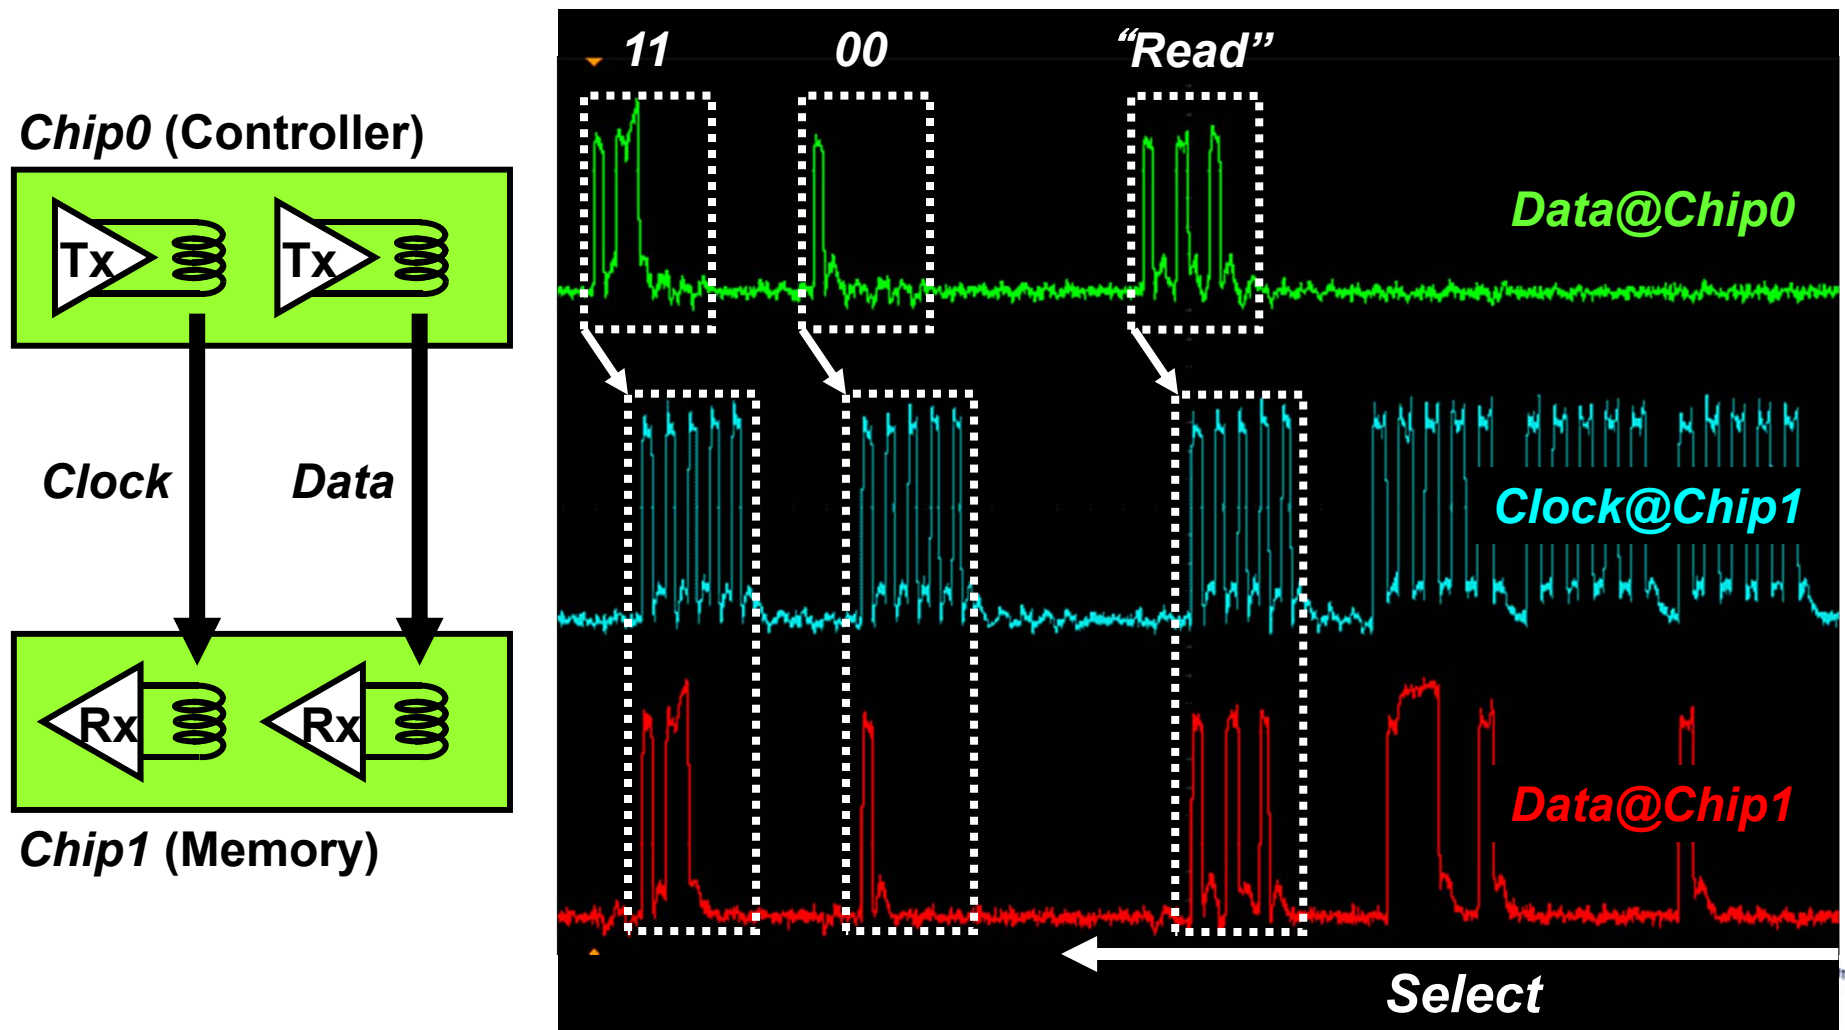 Chip0 (Controller)
Tx
Tx
Clock
Data
Rx
Rx
Chip1 (Memory)
11
00
“Read”
Data@Chip0
Clock@Chip1
Data@Chip1
Select